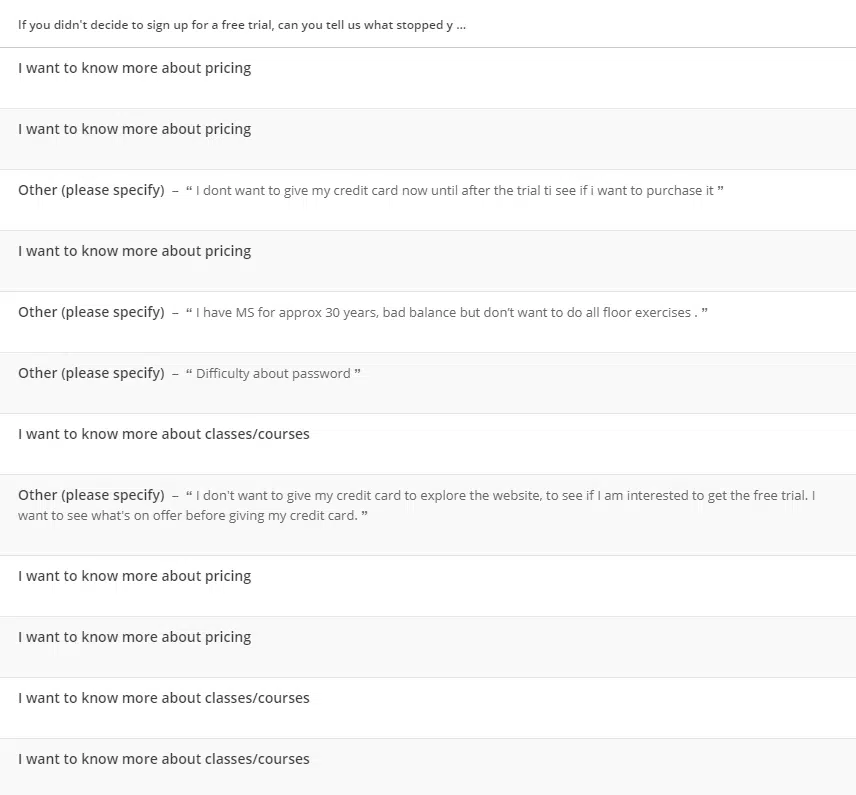 If you didn't decide to sign up for a free trial, can you tell us what stopped y ...
I want to know more about pricing
I want to know more about pricing
Other (please specify) – “ I dont want to give my credit card now until after the trial ti see if i want to purchase it ”
I want to know more about pricing
Other (please specify) – “ I have MS for approx 30 years, bad balance but don’t want to do all floor exercises . ”
Other (please specify) – “ Difficulty about password ”
I want to know more about classes/courses
Other (please specify) – “ I don't want to give my credit card to explore the website, to see if I am interested to get the free trial. I
want to see what's on offer before giving my credit card. ”
I want to know more about pricing
I want to know more about pricing
I want to know more about classes/courses
I want to know more about classes/courses